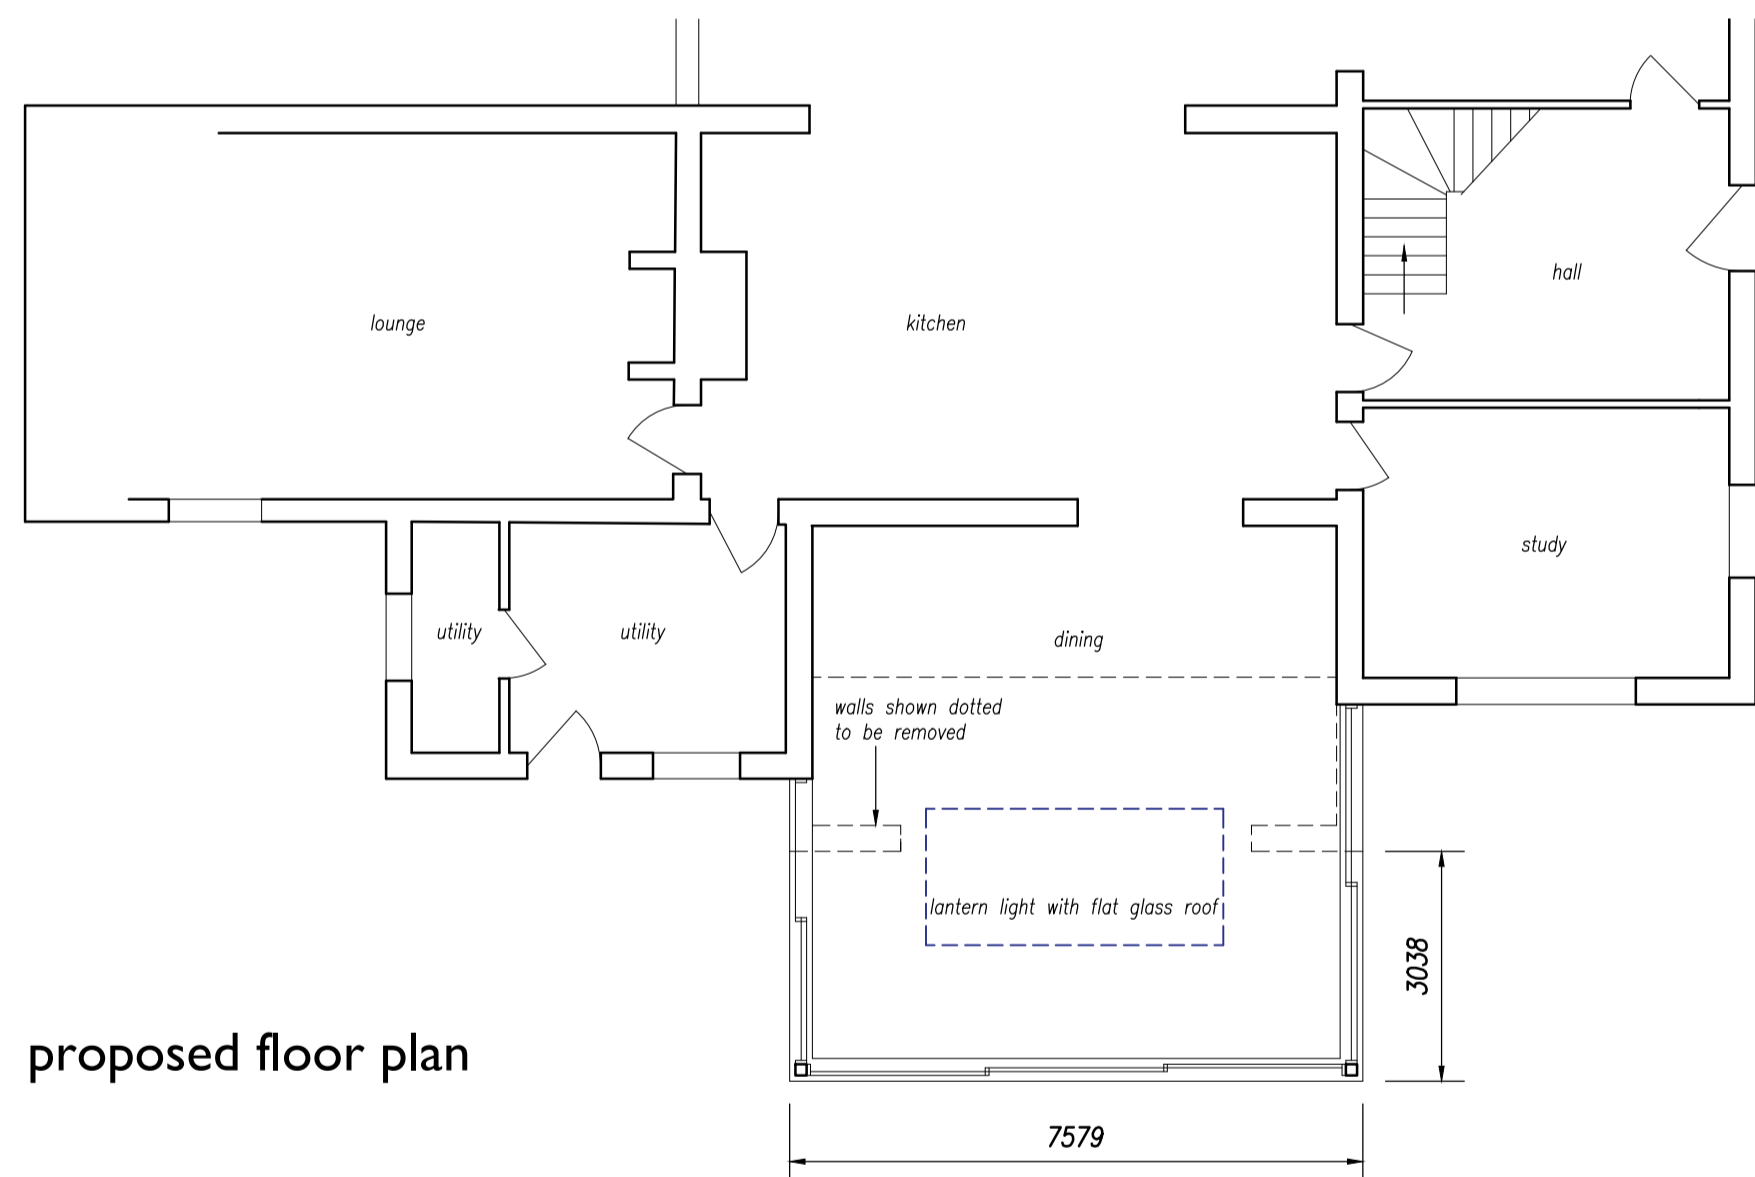 hall
lounge
kitchen
study
utility
utility
dining
walls shown dotted
to be removed
lantern light with flat glass roof
3038
proposed floor plan
7579